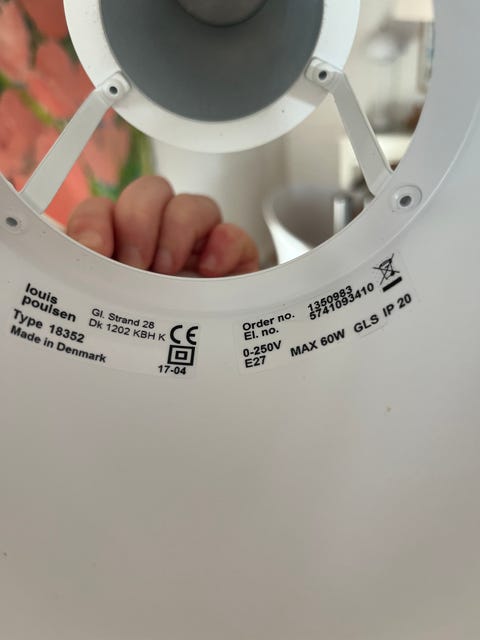 louis
poulsen
Gl. Strand 28
Dk 1202 KBH K
Type 18352
Made in Denmark
CE
17-04
Order no. 1350983
El. no. 5741093410
0-250V
E27
MAX 60W GLS IP 20